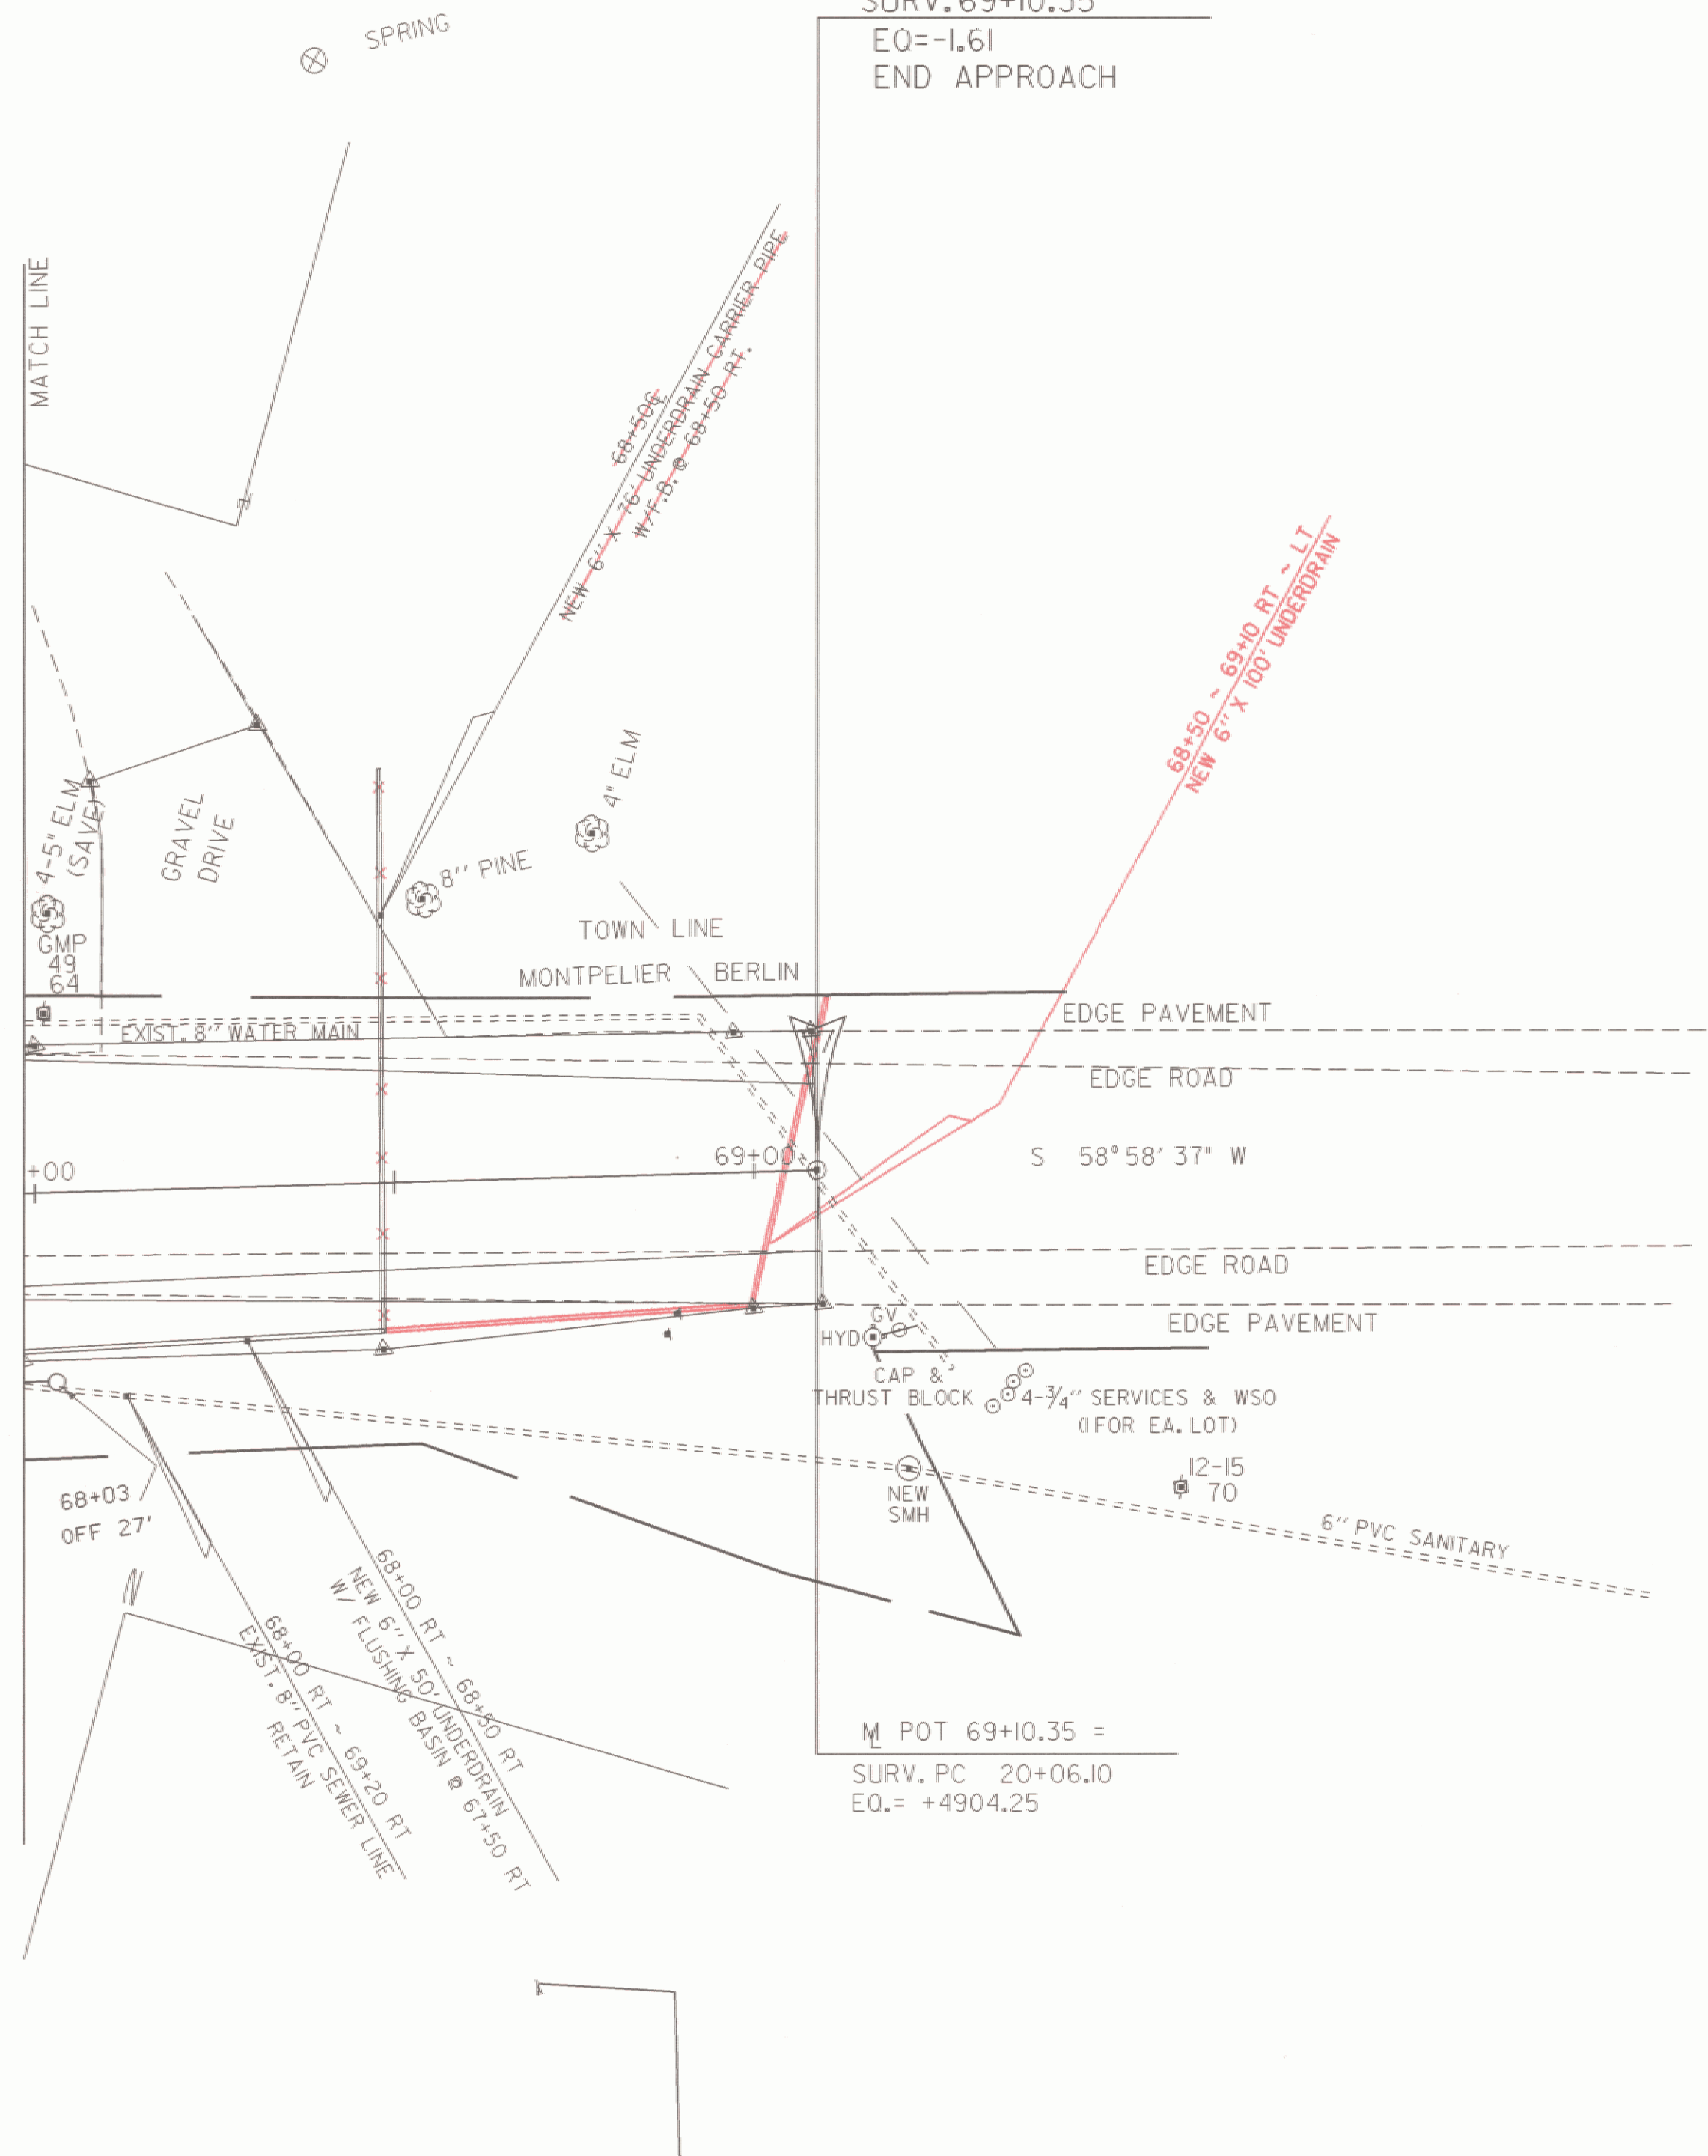 SURV. 69+10.35
EQ=-1.61
END APPROACH
SPRING
MATCH LINE
68+50℄
NEW 6'' X 76' UNDERDRAIN CARRIER PIPE
W/F.B. @ 68+50 RT.
68+50 ~ 69+10 RT ~ LT
NEW 6'' X 100' UNDERDRAIN
4-5" ELM
(SAVE)
GRAVEL
DRIVE
4" ELM
8'' PINE
GMP
49
64
TOWN LINE
MONTPELIER
BERLIN
EXIST. 8'' WATER MAIN
EDGE PAVEMENT
EDGE ROAD
+00
69+00
S 58°58'37" W
EDGE ROAD
EDGE PAVEMENT
GV
HYD
CAP &
THRUST BLOCK
4-3/4'' SERVICES & WSO
(1 FOR EA. LOT)
12-15
70
NEW
SMH
6'' PVC SANITARY
68+03
OFF 27'
68+00 RT ~ 68+50 RT
NEW 6'' X 50' UNDERDRAIN
W/ FLUSHING BASIN @ 67+50 RT
68+00 RT ~ 69+20 RT
EXIST. 8'' PVC SEWER LINE
RETAIN
POT 69+10.35 =
SURV. PC 20+06.10
EQ.= +4904.25